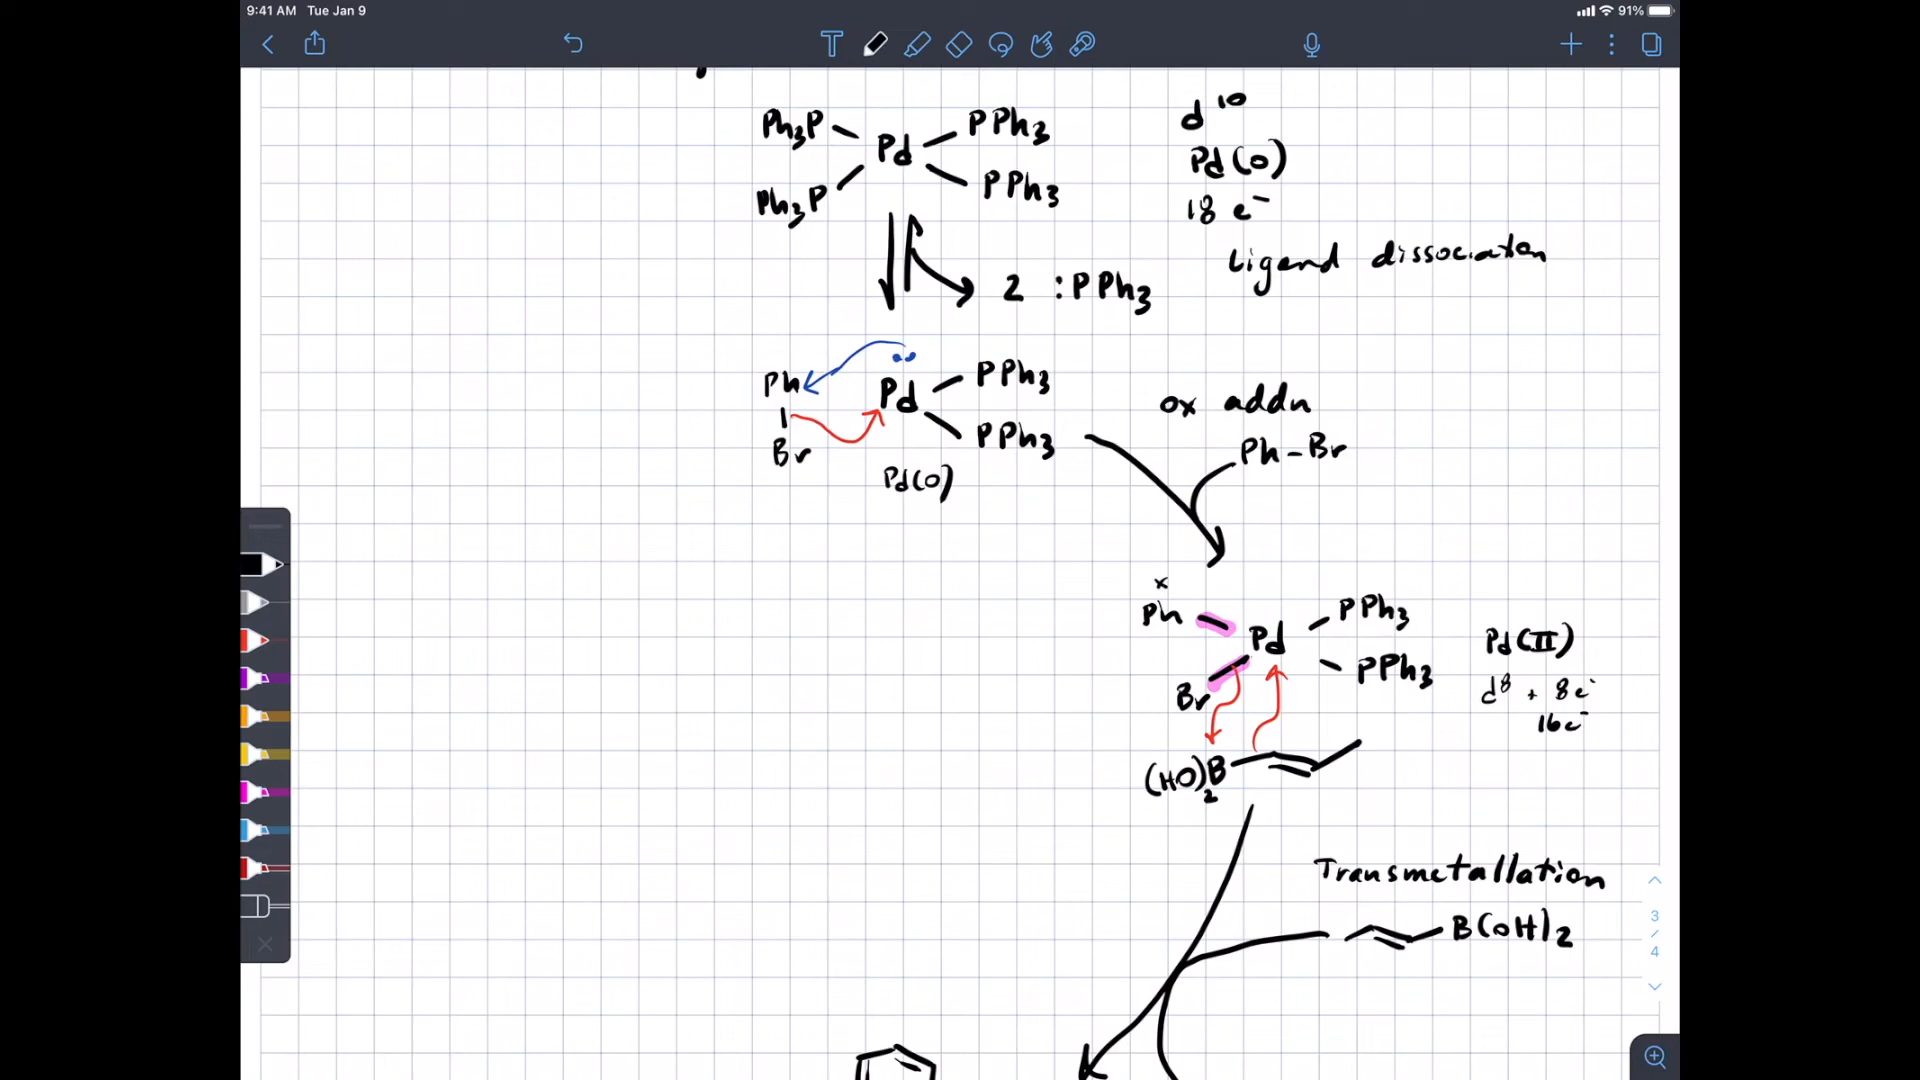 9:41 AM Tue Jan 9
91%
Ph₃P
Pd
PPh₃
Ph₃P
PPh₃
d¹⁰
Pd(0)
18 e⁻
Ligand dissociation
2 :PPh₃
Ph
Br
Pd
PPh₃
PPh₃
Pd(0)
ox addn
Ph-Br
x
Ph
Br
Pd
PPh₃
PPh₃
Pd(II)
d⁸ + 8e⁻
16e⁻
(HO)₂B
Transmetallation
B(OH)₂
3
/
4